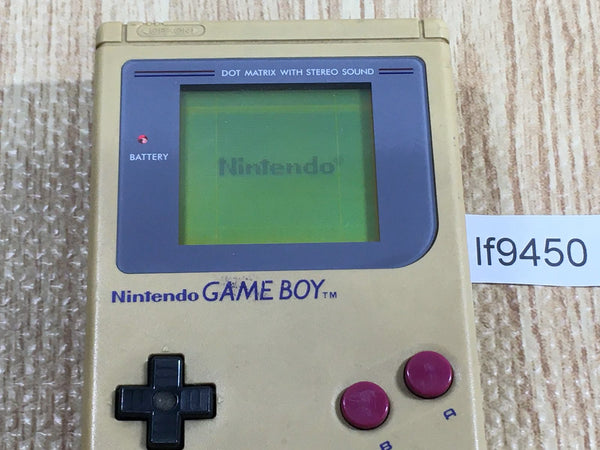 DOT MATRIX WITH STEREO SOUND
BATTERY
Nintendo®
lf9450
Nintendo GAME BOY™
A
B